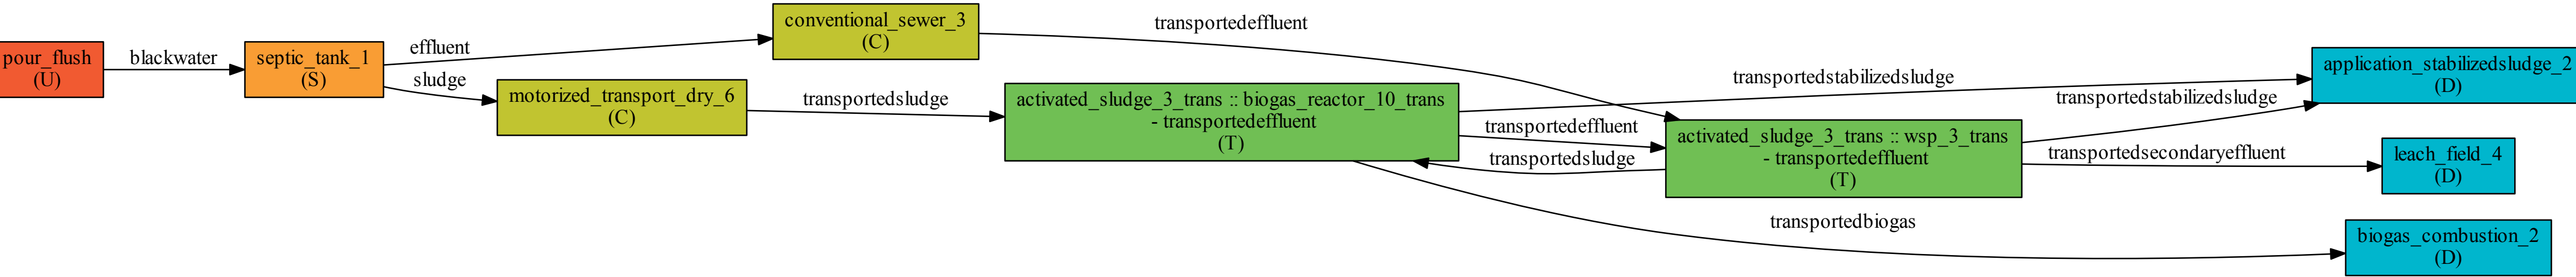 pour_flush
(U)
blackwater
septic_tank_1
(S)
effluent
sludge
conventional_sewer_3
(C)
motorized_transport_dry_6
(C)
transportedeffluent
transportedsludge
activated_sludge_3_trans :: biogas_reactor_10_trans
- transportedeffluent
(T)
transportedeffluent
transportedsludge
activated_sludge_3_trans :: wsp_3_trans
- transportedeffluent
(T)
transportedstabilizedsludge
transportedstabilizedsludge
transportedsecondaryeffluent
transportedbiogas
application_stabilizedsludge_2
(D)
leach_field_4
(D)
biogas_combustion_2
(D)